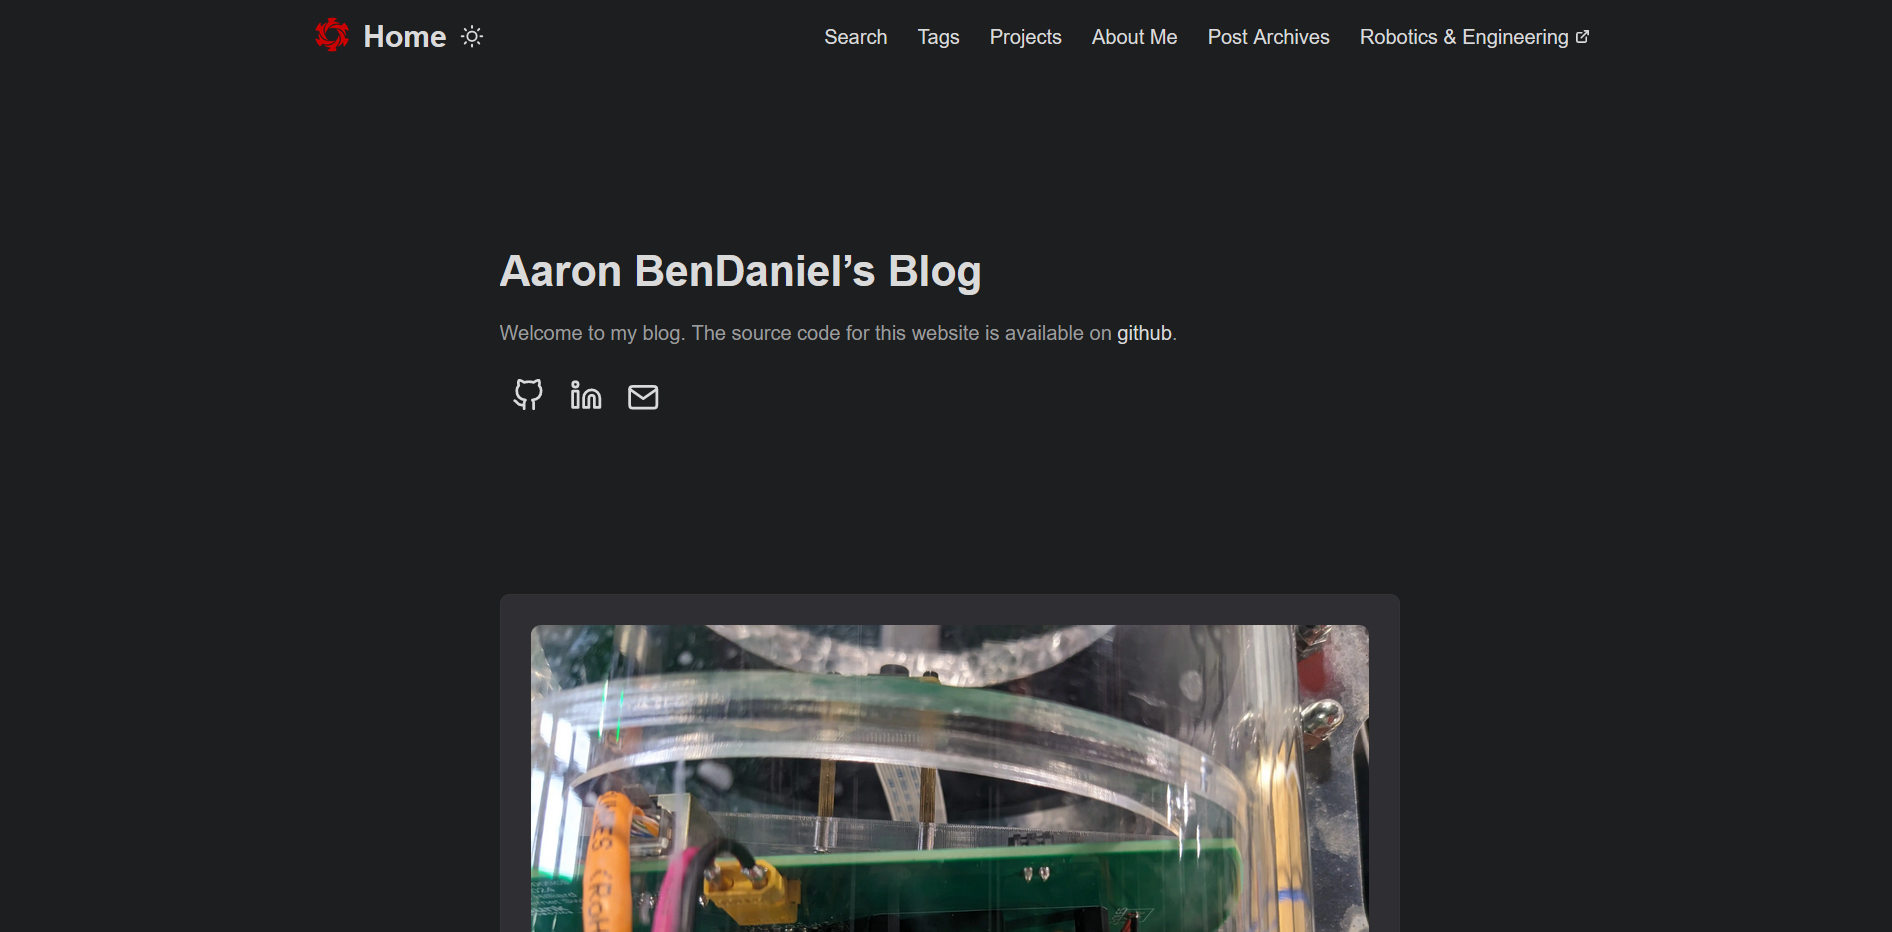 Home
Search
Tags
Projects
About Me
Post Archives
Robotics & Engineering
Aaron BenDaniel’s Blog
Welcome to my blog. The source code for this website is available on github.